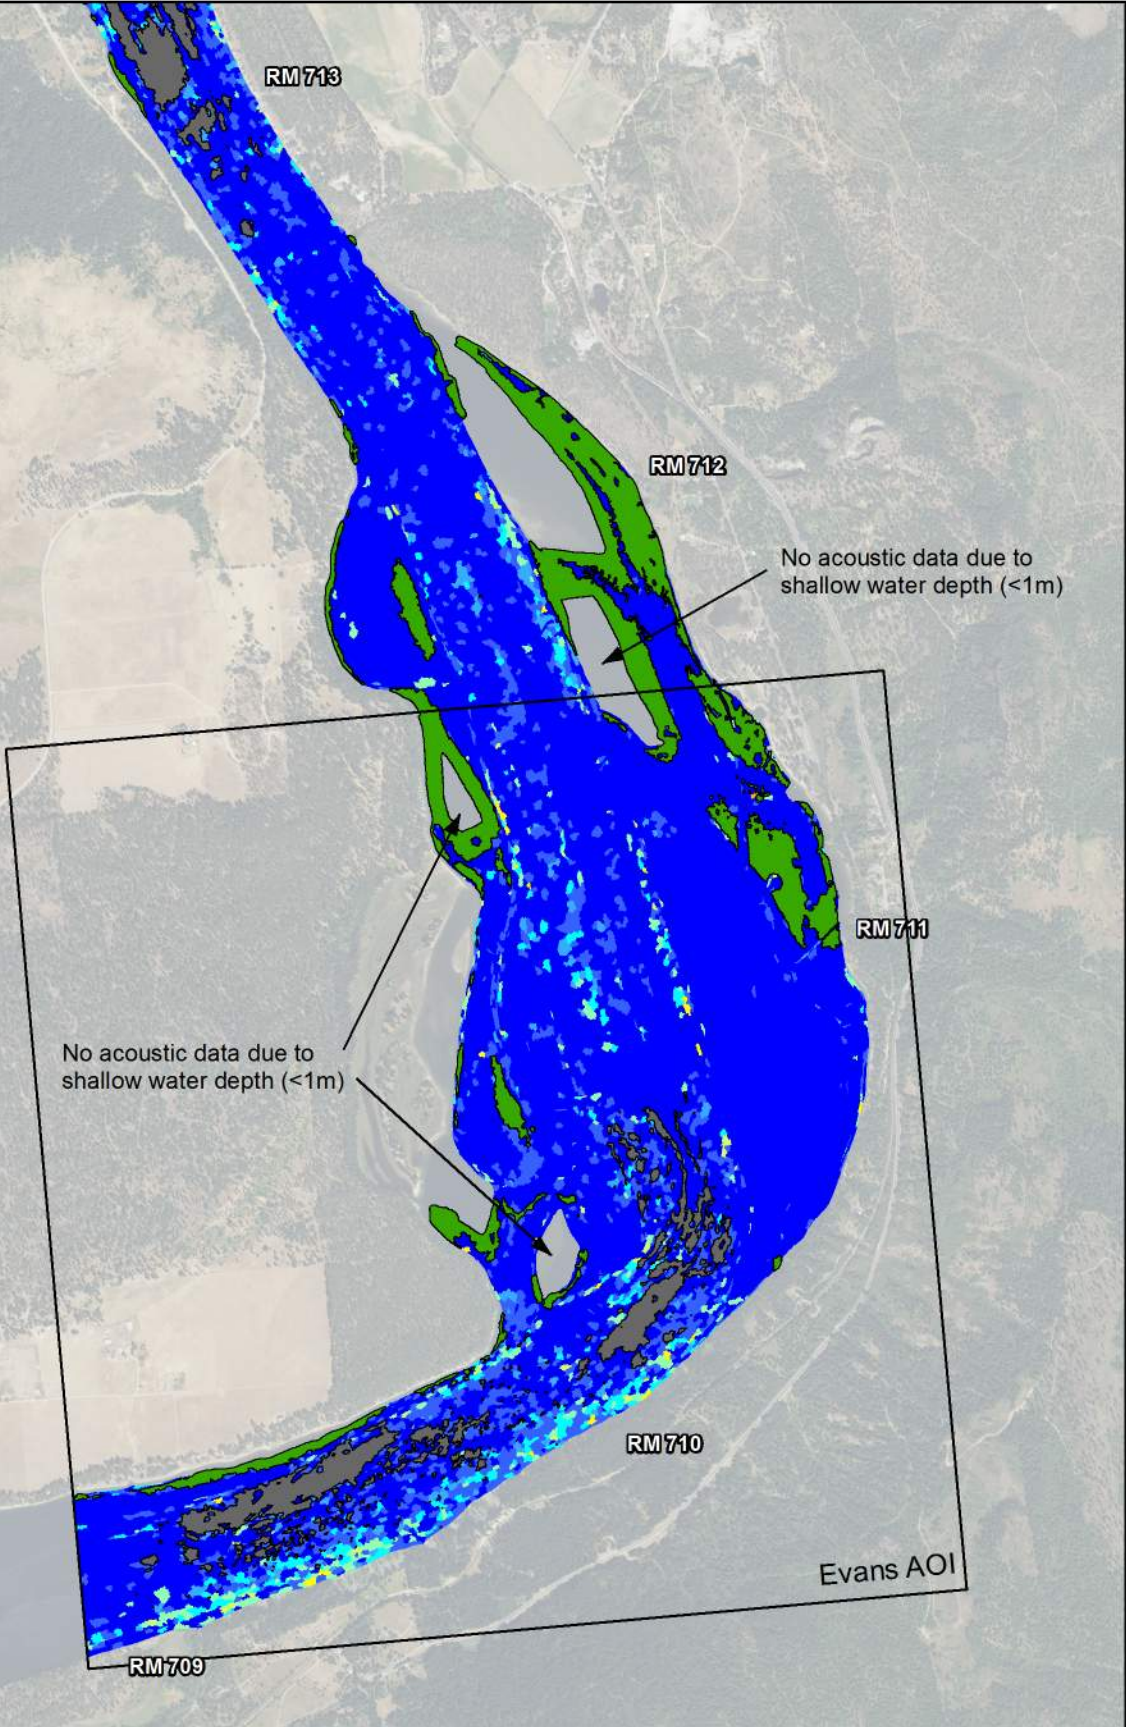 RM 713
RM 712
No acoustic data due to
shallow water depth (<1m)
RM 711
No acoustic data due to
shallow water depth (<1m)
RM 710
Evans AOI
RM 709